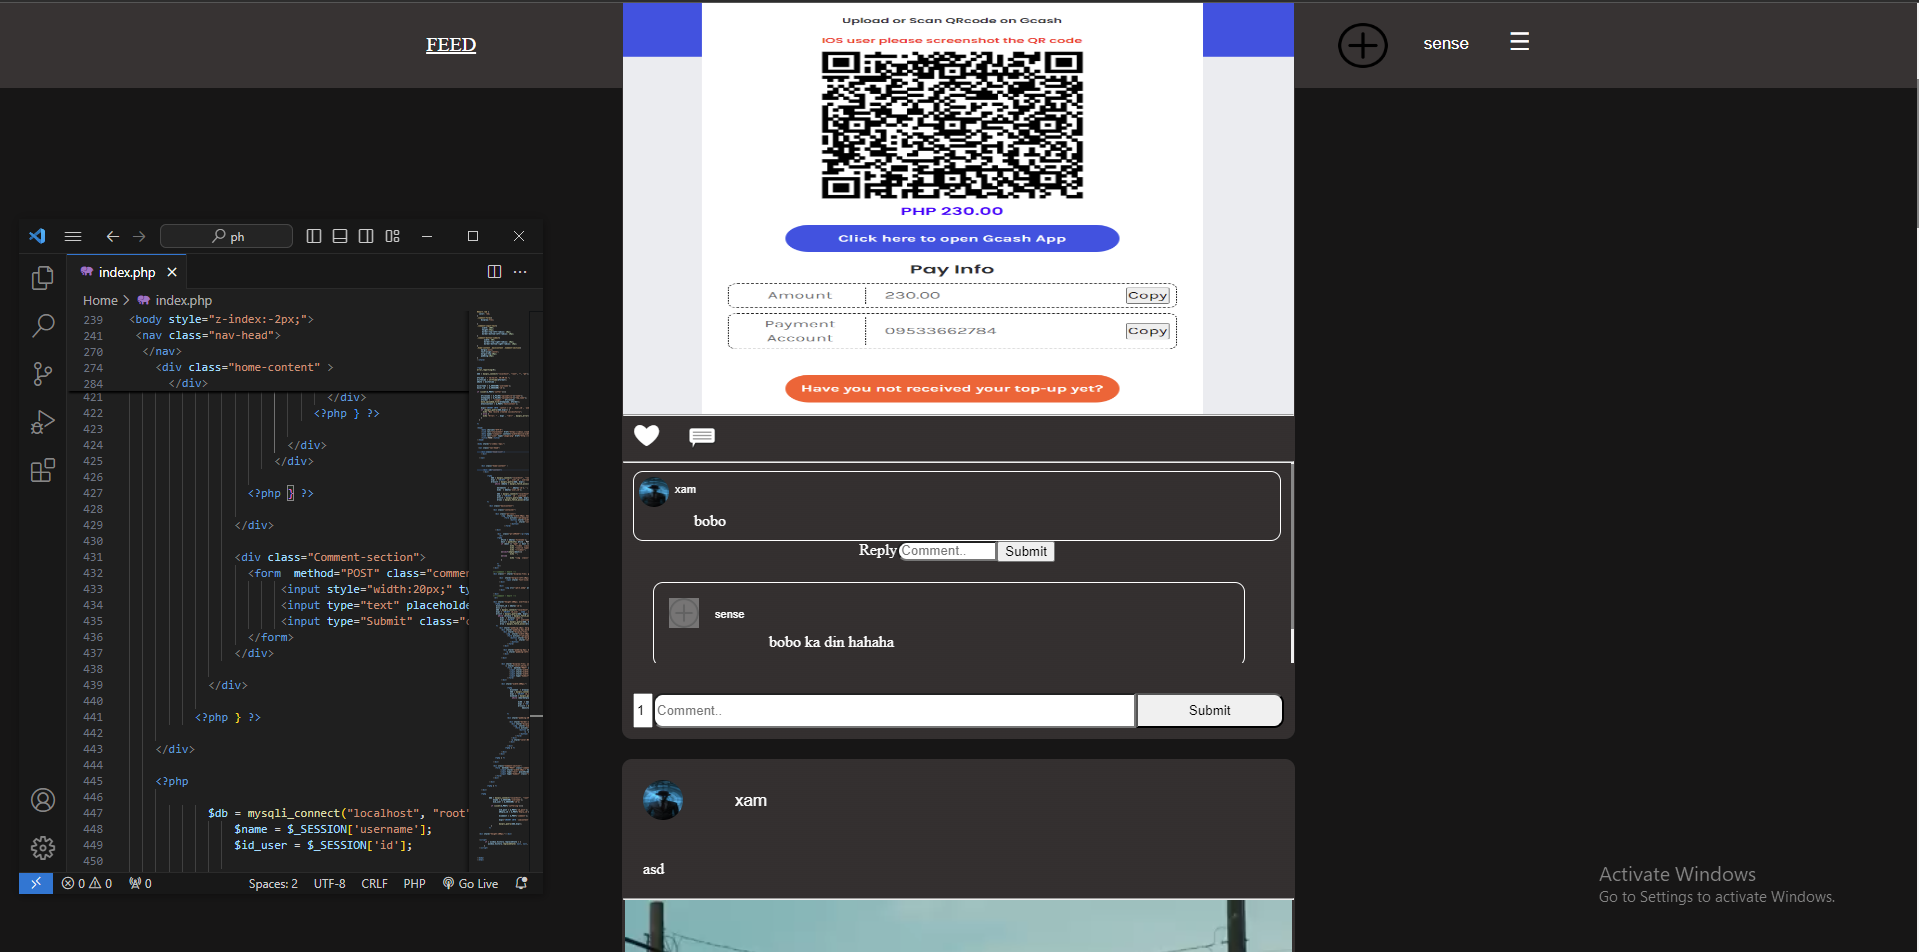 FEED
sense
Upload or Scan QRcode on Gcash
IOS user please screenshot the QR code
PHP 230.00
Click here to open Gcash App
Pay Info
Amount 230.00 Copy
Payment Account 09533662784 Copy
Have you not received your top-up yet?
xam
bobo
Reply Comment.. Submit
sense
bobo ka din hahaha
1 Comment.. Submit
xam
asd
ph
index.php
Home > index.php
239 <body style="z-index:-2px;">
241 <nav class="nav-head">
270 </nav>
274 <div class="home-content" >
284 </div>
421 </div>
422 <?php } ?>
423
424 </div>
425 </div>
426
427 <?php } ?>
428
429 </div>
430
431 <div class="Comment-section">
432 <form method="POST" class="commen
433 <input style="width:20px;" ty
434 <input type="text" placeholde
435 <input type="Submit" class="c
436 </form>
437 </div>
438
439 </div>
440
441 <?php } ?>
442
443 </div>
444
445 <?php
446
447 $db = mysqli_connect("localhost", "root"
448 $name = $_SESSION['username'];
449 $id_user = $_SESSION['id'];
450
0 0 0 Spaces: 2 UTF-8 CRLF PHP Go Live
Activate Windows
Go to Settings to activate Windows.